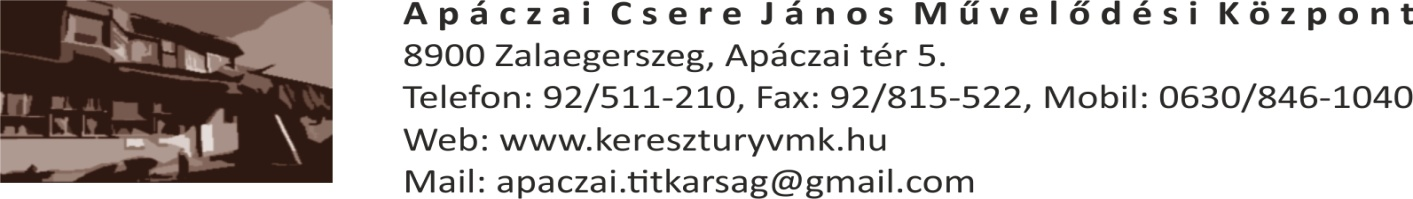 Apáczai Csere János Művelődési Központ
8900 Zalaegerszeg, Apáczai tér 5.
Telefon: 92/511-210, Fax: 92/815-522, Mobil: 0630/846-1040
Web: www.kereszturyvmk.hu
Mail: apaczai.titkarsag@gmail.com